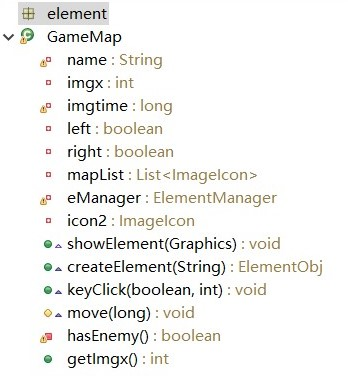 element
GameMap
name : String
imgx : int
imgtime : long
left : boolean
right : boolean
mapList : List<ImageIcon>
eManager : ElementManager
icon2 : ImageIcon
showElement(Graphics) : void
createElement(String) : ElementObj
keyClick(boolean, int) : void
move(long) : void
hasEnemy() : boolean
getImgx() : int